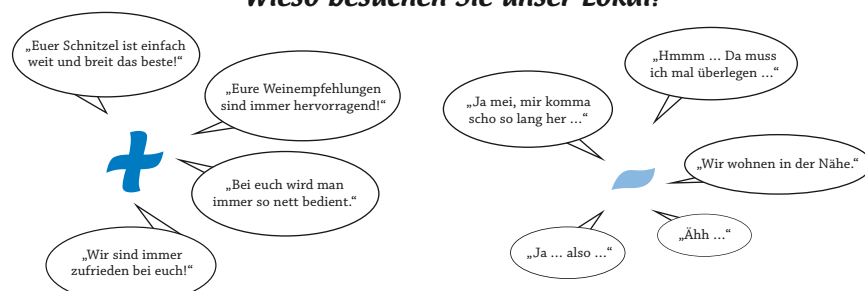 Wieso besuchen Sie unser Lokal?
„Euer Schnitzel ist einfach
weit und breit das beste!“
„Eure Weinempfehlungen
sind immer hervorragend!“
„Bei euch wird man
immer so nett bedient.“
„Wir sind immer
zufrieden bei euch!“
„Hmmm ... Da muss
ich mal überlegen ...“
„Ja mei, mir komma
scho so lang her ...“
„Wir wohnen in der Nähe.“
„Ähh ...“
„Ja ... also ...“